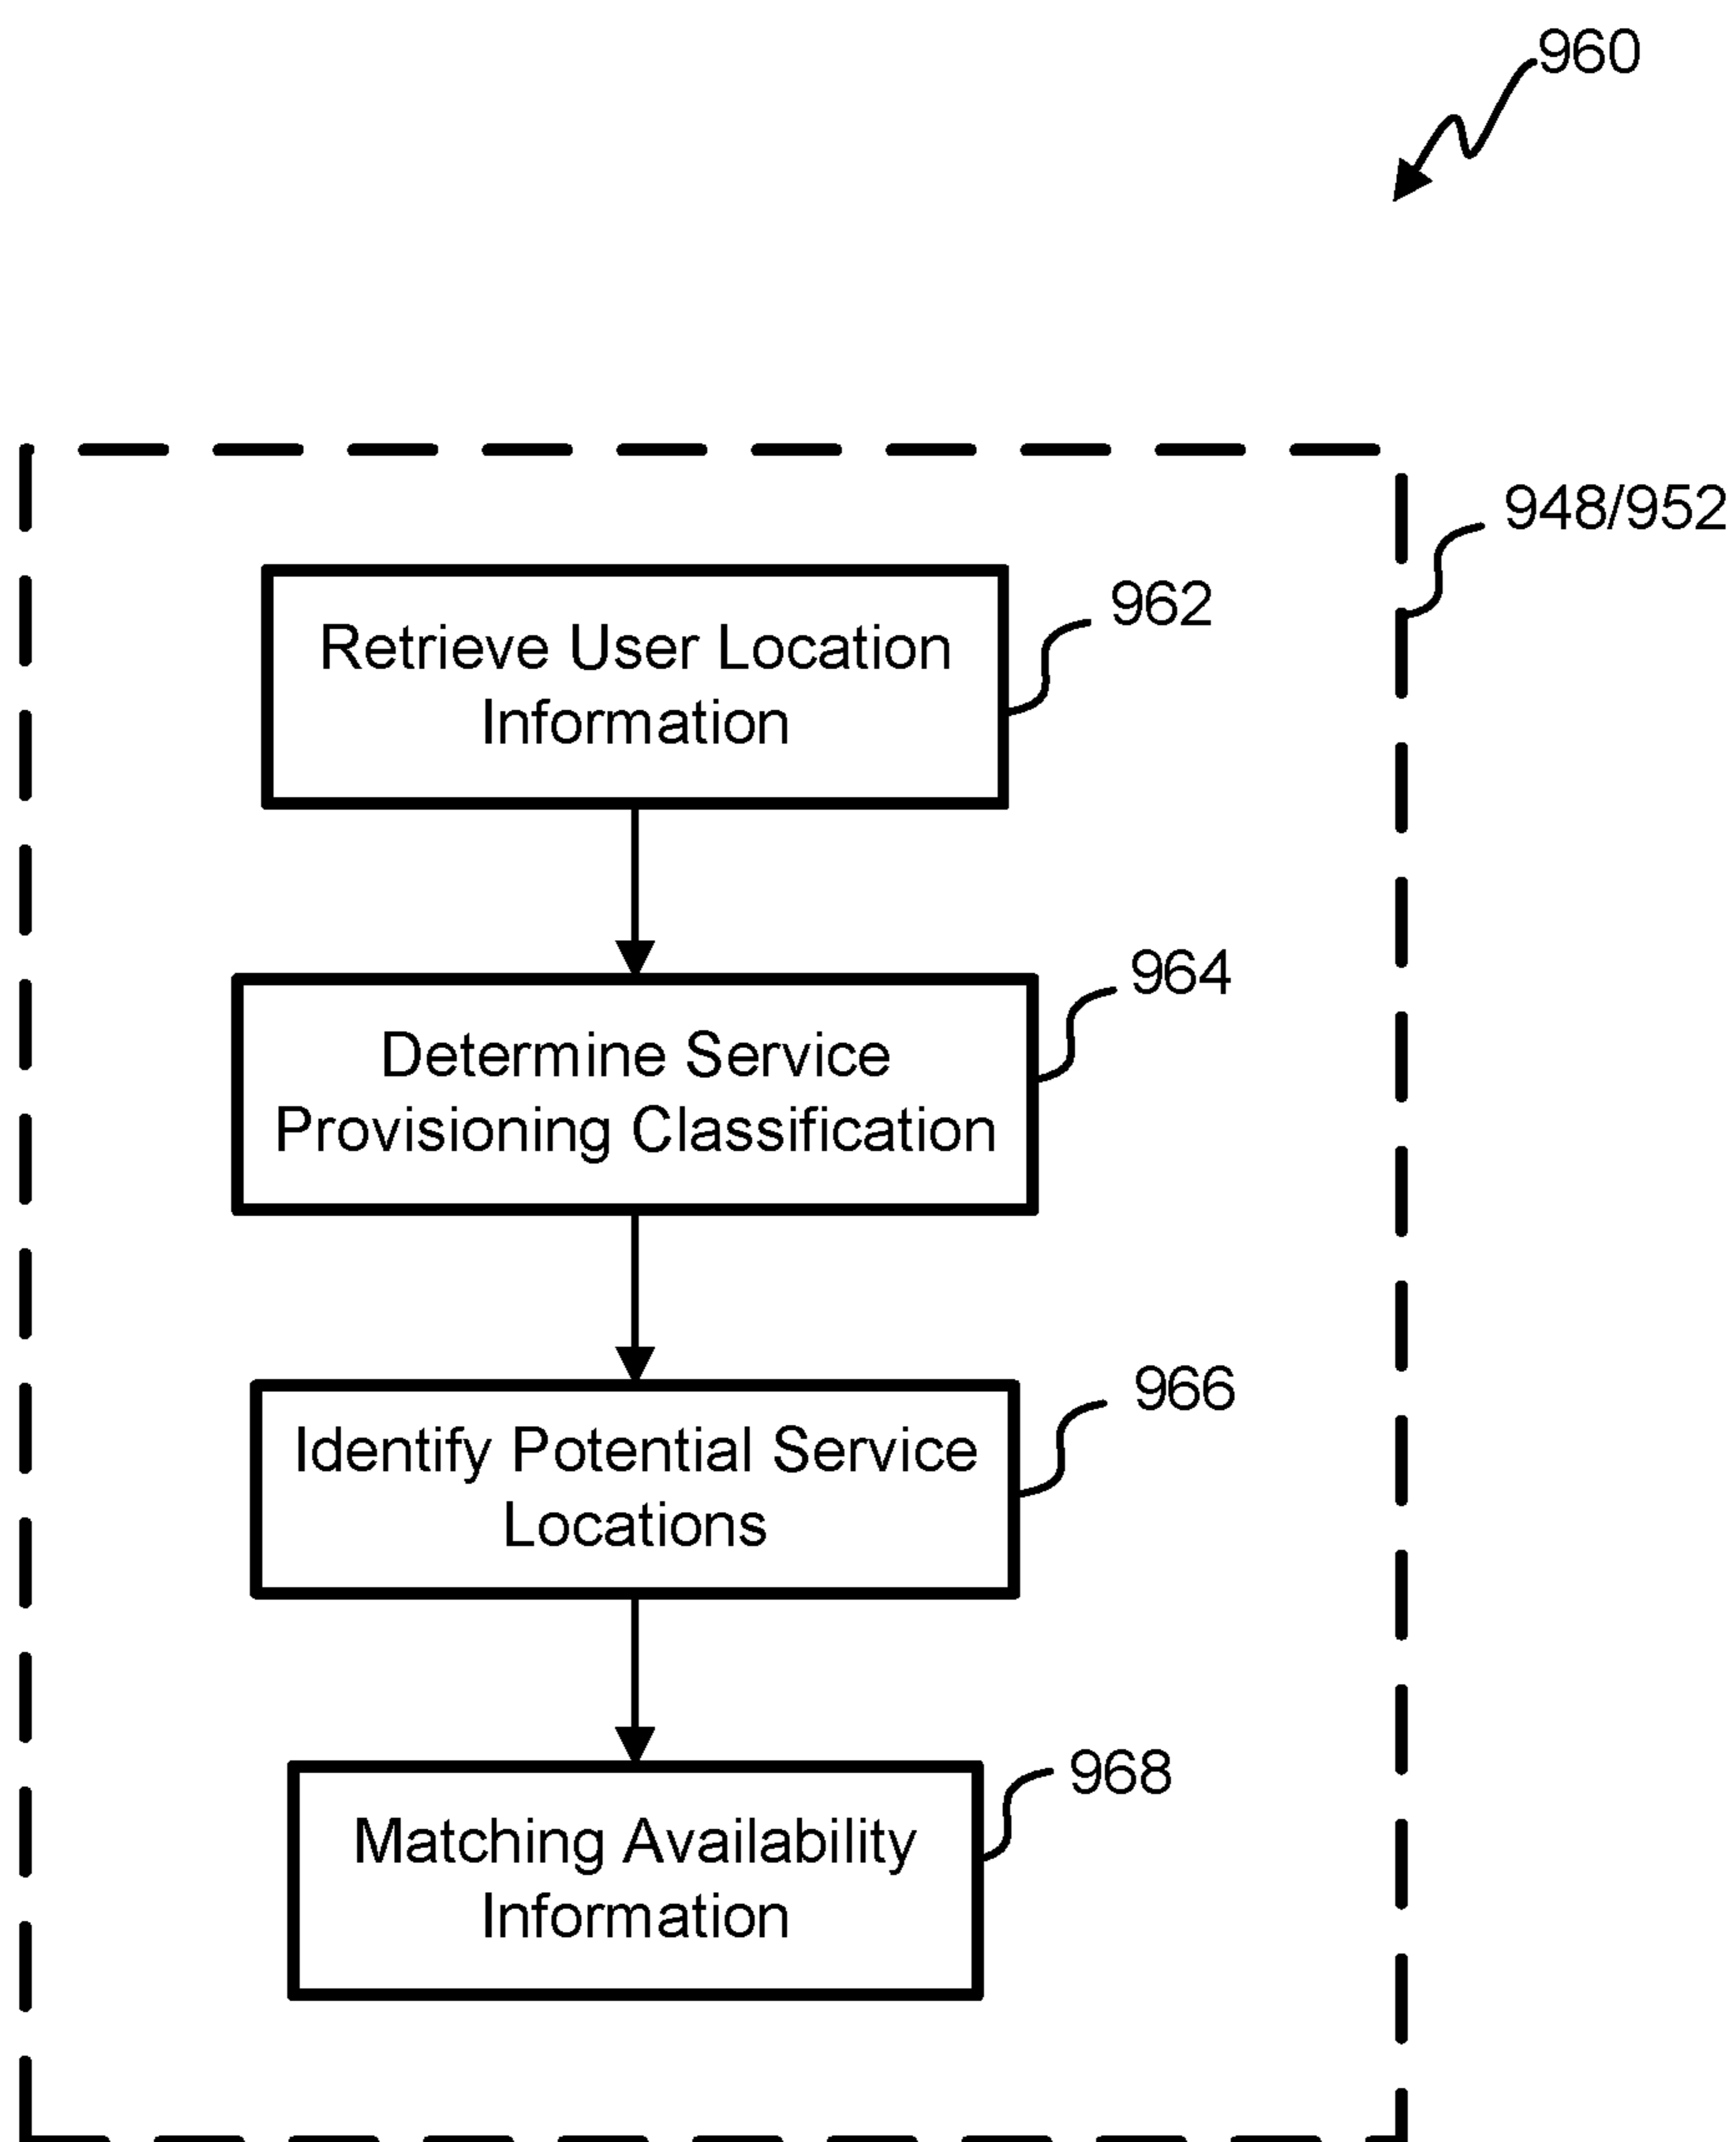 960
948/952
962
Retrieve User Location
Information
964
Determine Service
Provisioning Classification
966
Identify Potential Service
Locations
968
Matching Availability
Information